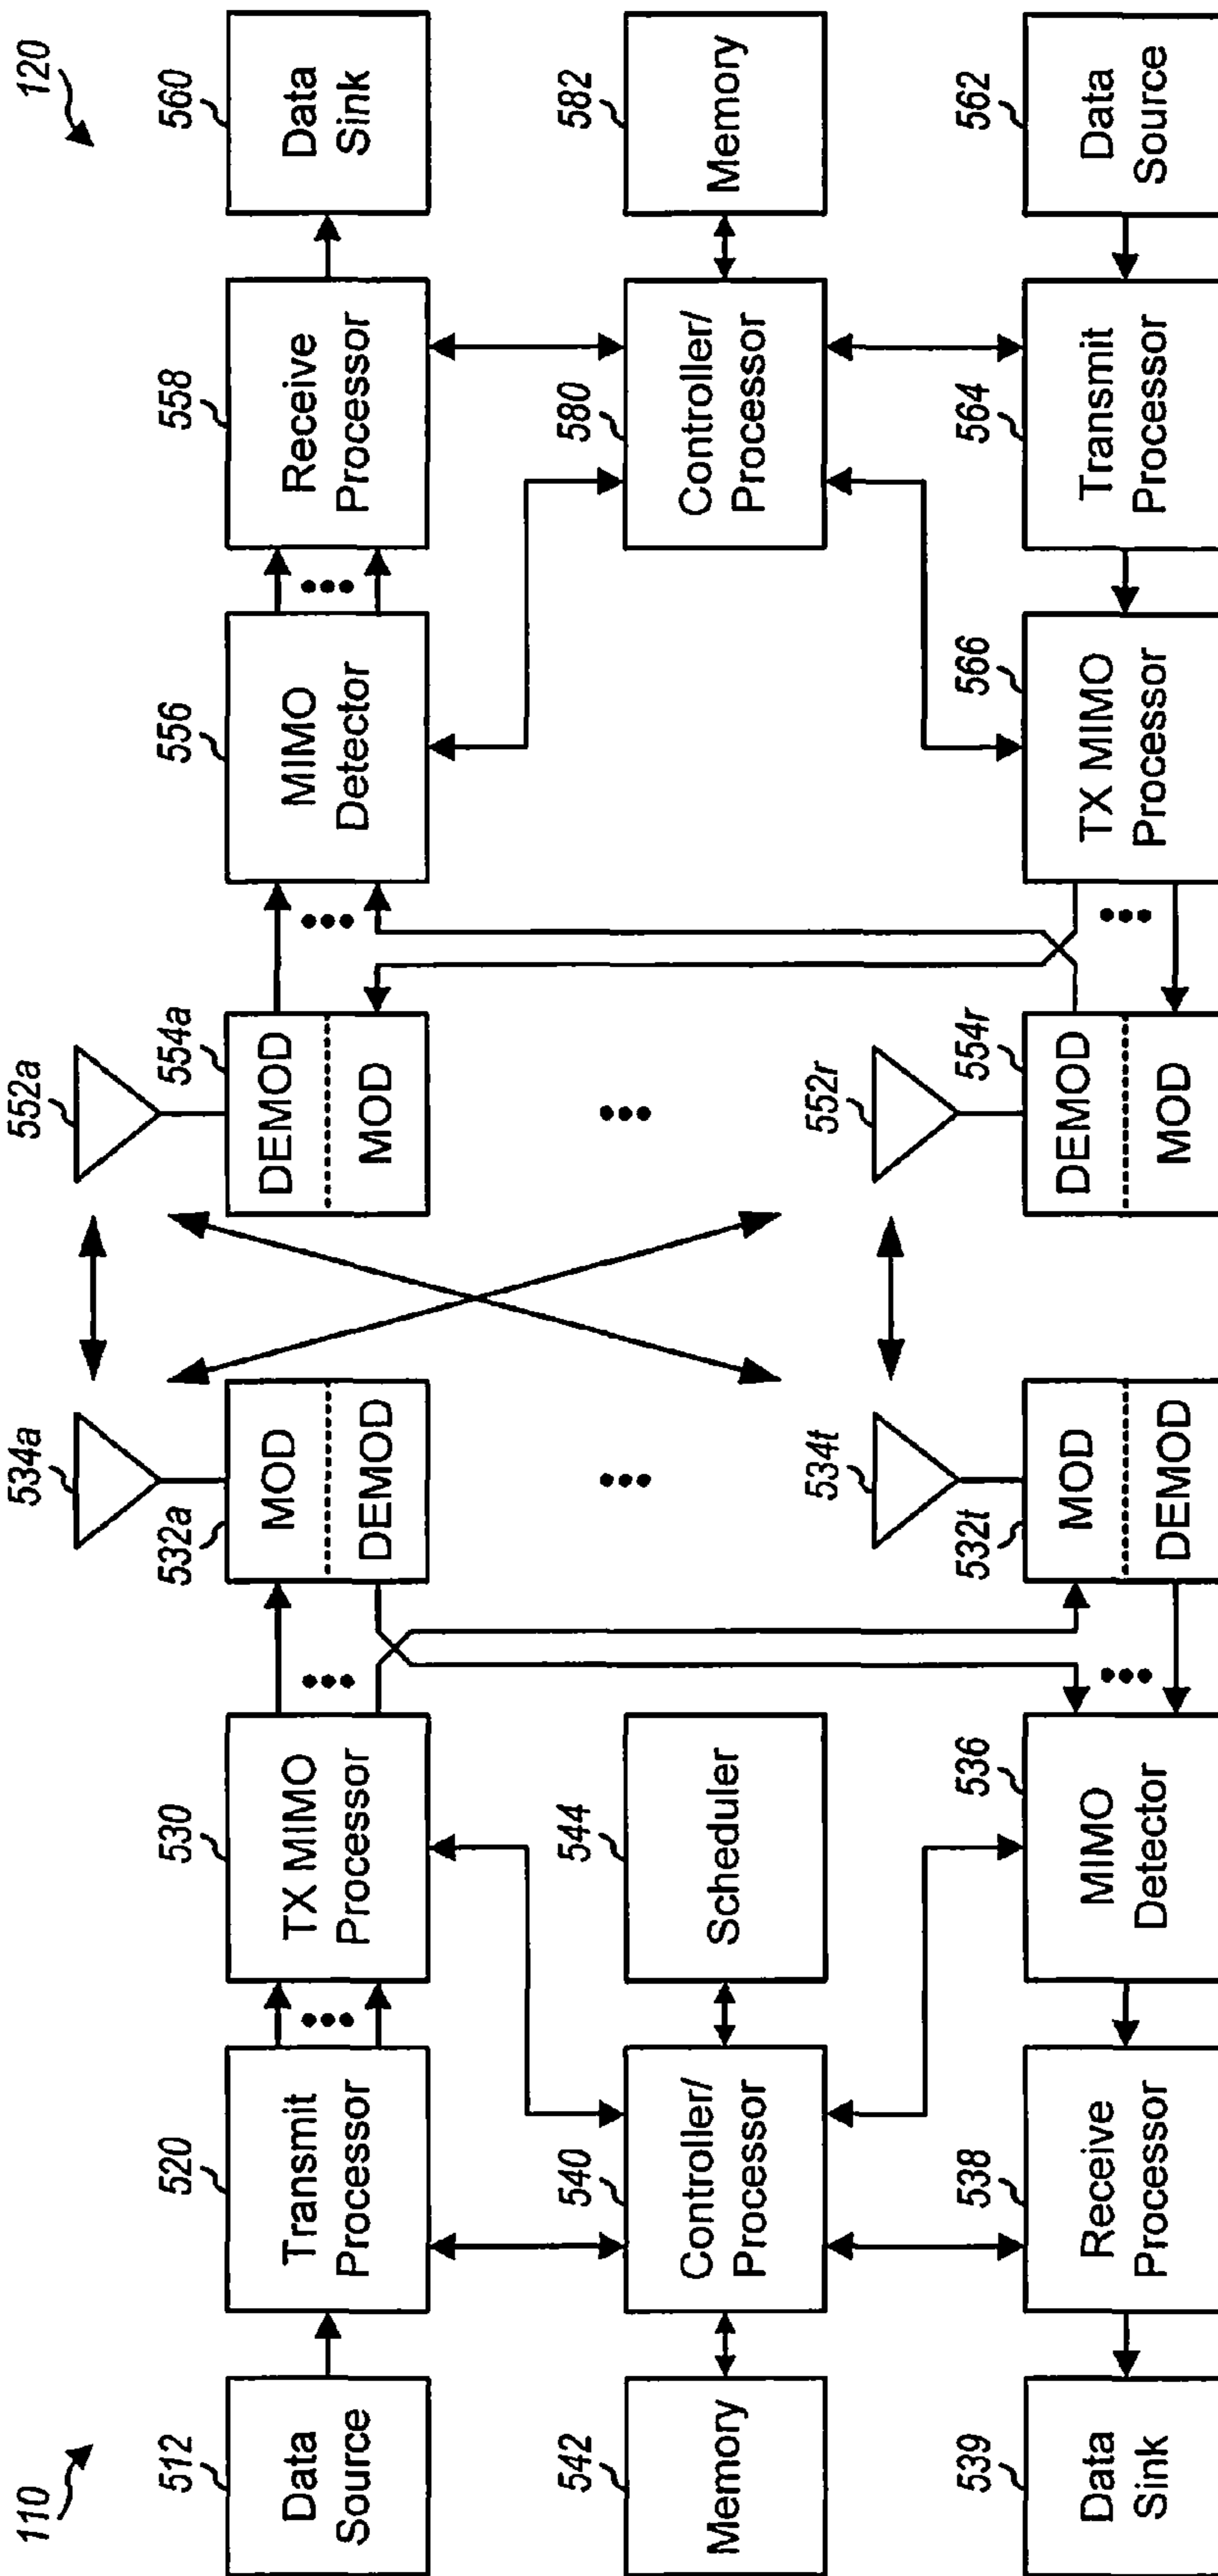 110
120
512
Data
Source
520
Transmit
Processor
530
TX MIMO
Processor
532a
MOD
DEMOD
534a
552a
554a
DEMOD
MOD
556
MIMO
Detector
558
Receive
Processor
560
Data
Sink
542
Memory
540
Controller/
Processor
544
Scheduler
580
Controller/
Processor
582
Memory
539
Data
Sink
538
Receive
Processor
536
MIMO
Detector
532t
MOD
DEMOD
534t
552r
554r
DEMOD
MOD
566
TX MIMO
Processor
564
Transmit
Processor
562
Data
Source